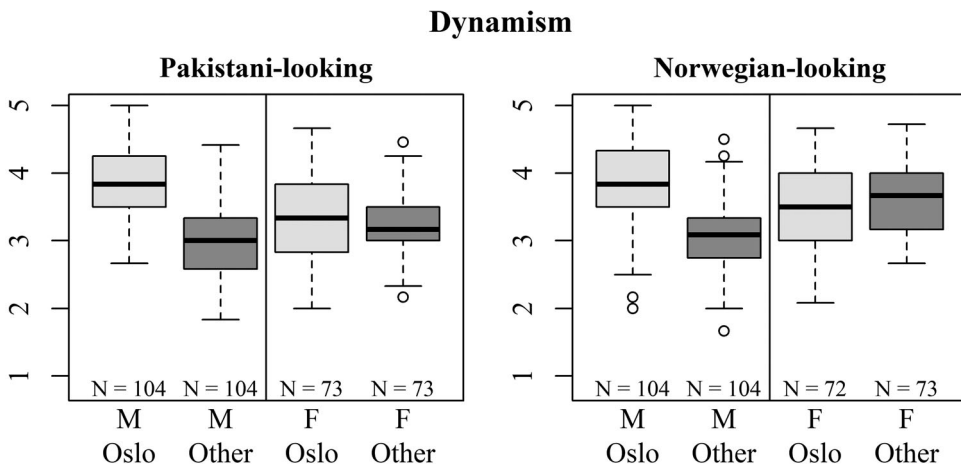 Dynamism
Pakistani-looking
5
4
3
2
1
N = 104 N = 104 N = 73 N = 73
M M F F
Oslo Other Oslo Other
Norwegian-looking
5
4
3
2
1
N = 104 N = 104 N = 72 N = 73
M M F F
Oslo Other Oslo Other